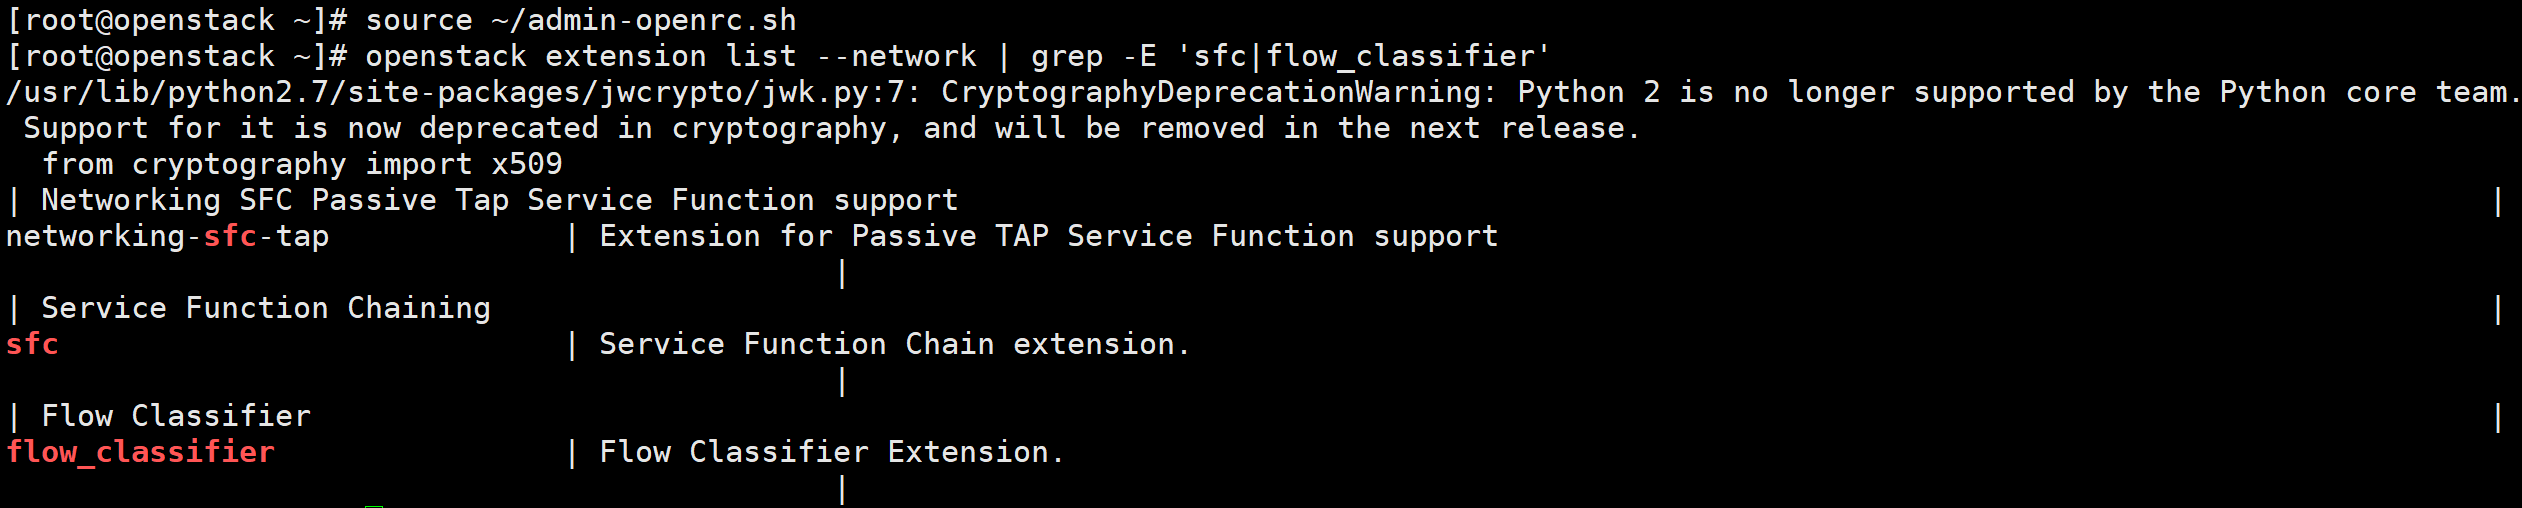 [root@openstack ~]# source ~/admin-openrc.sh
[root@openstack ~]# openstack extension list --network | grep -E 'sfc|flow_classifier'
/usr/lib/python2.7/site-packages/jwcrypto/jwk.py:7: CryptographyDeprecationWarning: Python 2 is no longer supported by the Python core team.
Support for it is now deprecated in cryptography, and will be removed in the next release.
from cryptography import x509
| Networking SFC Passive Tap Service Function support |
networking-sfc-tap | Extension for Passive TAP Service Function support
|
| Service Function Chaining |
sfc | Service Function Chain extension.
|
| Flow Classifier |
flow_classifier | Flow Classifier Extension.
|